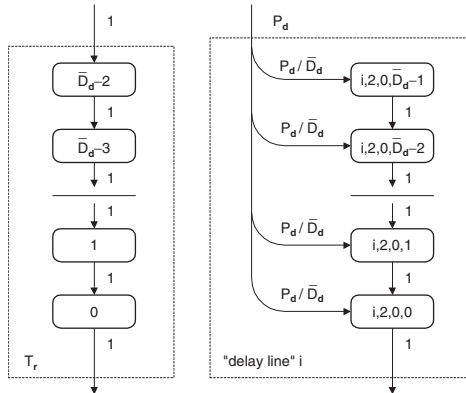 1
D̄d–2
1
D̄d–3
1
1
1
1
0
1
Tr
Pd
Pd / D̄d
i,2,0,D̄d–1
1
Pd / D̄d
i,2,0,D̄d–2
1
1
Pd / D̄d
i,2,0,1
1
Pd / D̄d
i,2,0,0
1
"delay line" i